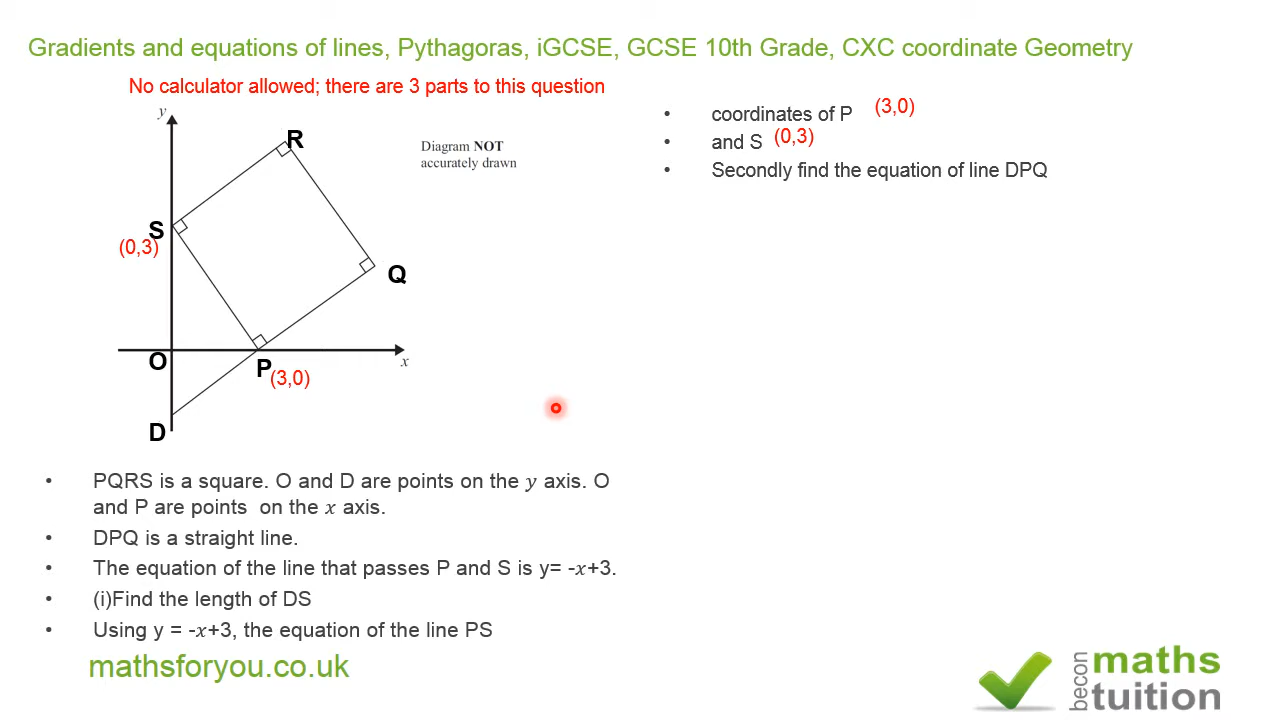 Gradients and equations of lines, Pythagoras, iGCSE, GCSE 10th Grade, CXC coordinate Geometry
No calculator allowed; there are 3 parts to this question
y
R
Diagram NOT
accurately drawn
S
(0,3)
Q
O
P
(3,0)
x
D
• coordinates of P (3,0)
• and S (0,3)
• Secondly find the equation of line DPQ
• PQRS is a square. O and D are points on the y axis. O
and P are points on the x axis.
• DPQ is a straight line.
• The equation of the line that passes P and S is y= -x+3.
• (i)Find the length of DS
• Using y = -x+3, the equation of the line PS
mathsforyou.co.uk
becon
maths
tuition